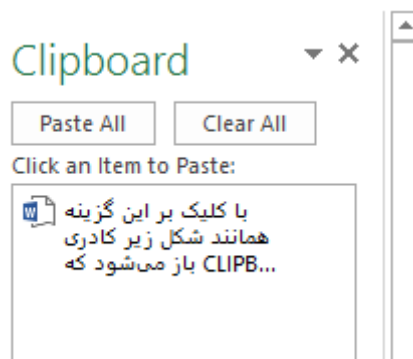 Clipboard
Paste All
Clear All
Click an Item to Paste:
با کلیک بر این گزینه
همانند شکل زیر کادری
باز می‌شود که CLIPB...